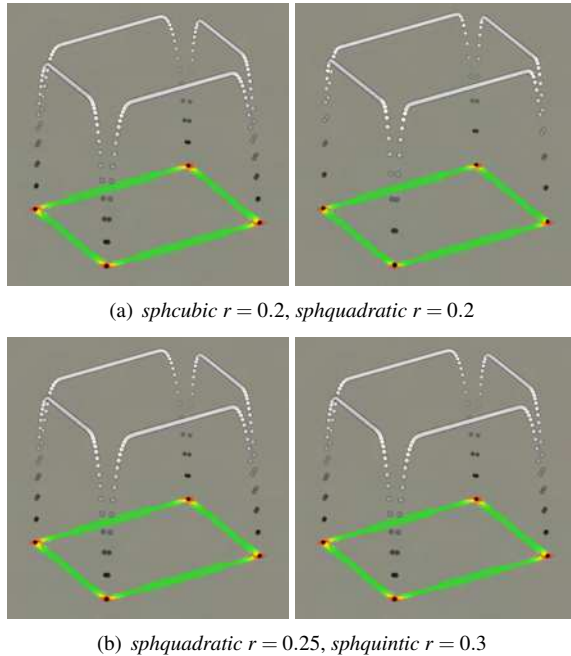 (a) sphcubic r = 0.2, sphquadratic r = 0.2
(b) sphquadratic r = 0.25, sphquintic r = 0.3